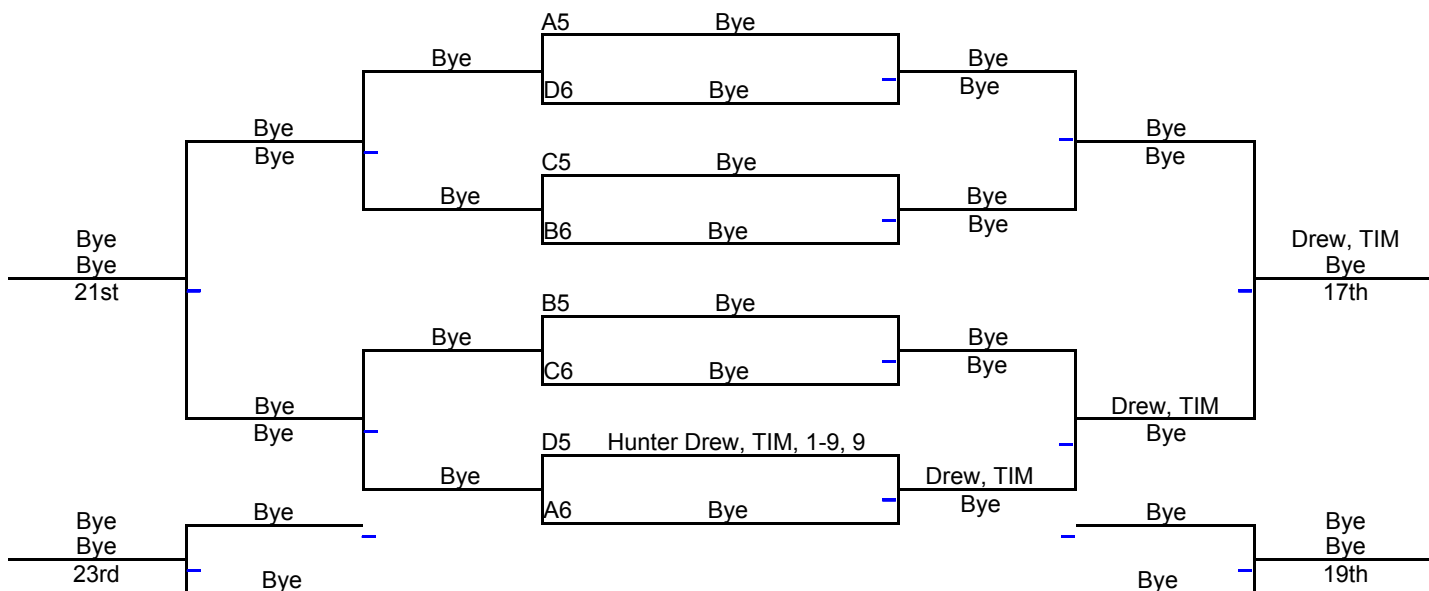 A5 Bye
Bye Bye
D6 Bye Bye
Bye Bye
Bye C5 Bye Bye
Bye Bye
B6 Bye Bye
Bye Drew, TIM
Bye Bye
21st 17th
B5 Bye
Bye Bye
C6 Bye Bye
Bye Drew, TIM
Bye Bye
D5 Hunter Drew, TIM, 1-9, 9
Bye Drew, TIM
A6 Bye Bye
Bye Bye Bye Bye
Bye Bye
23rd Bye Bye 19th